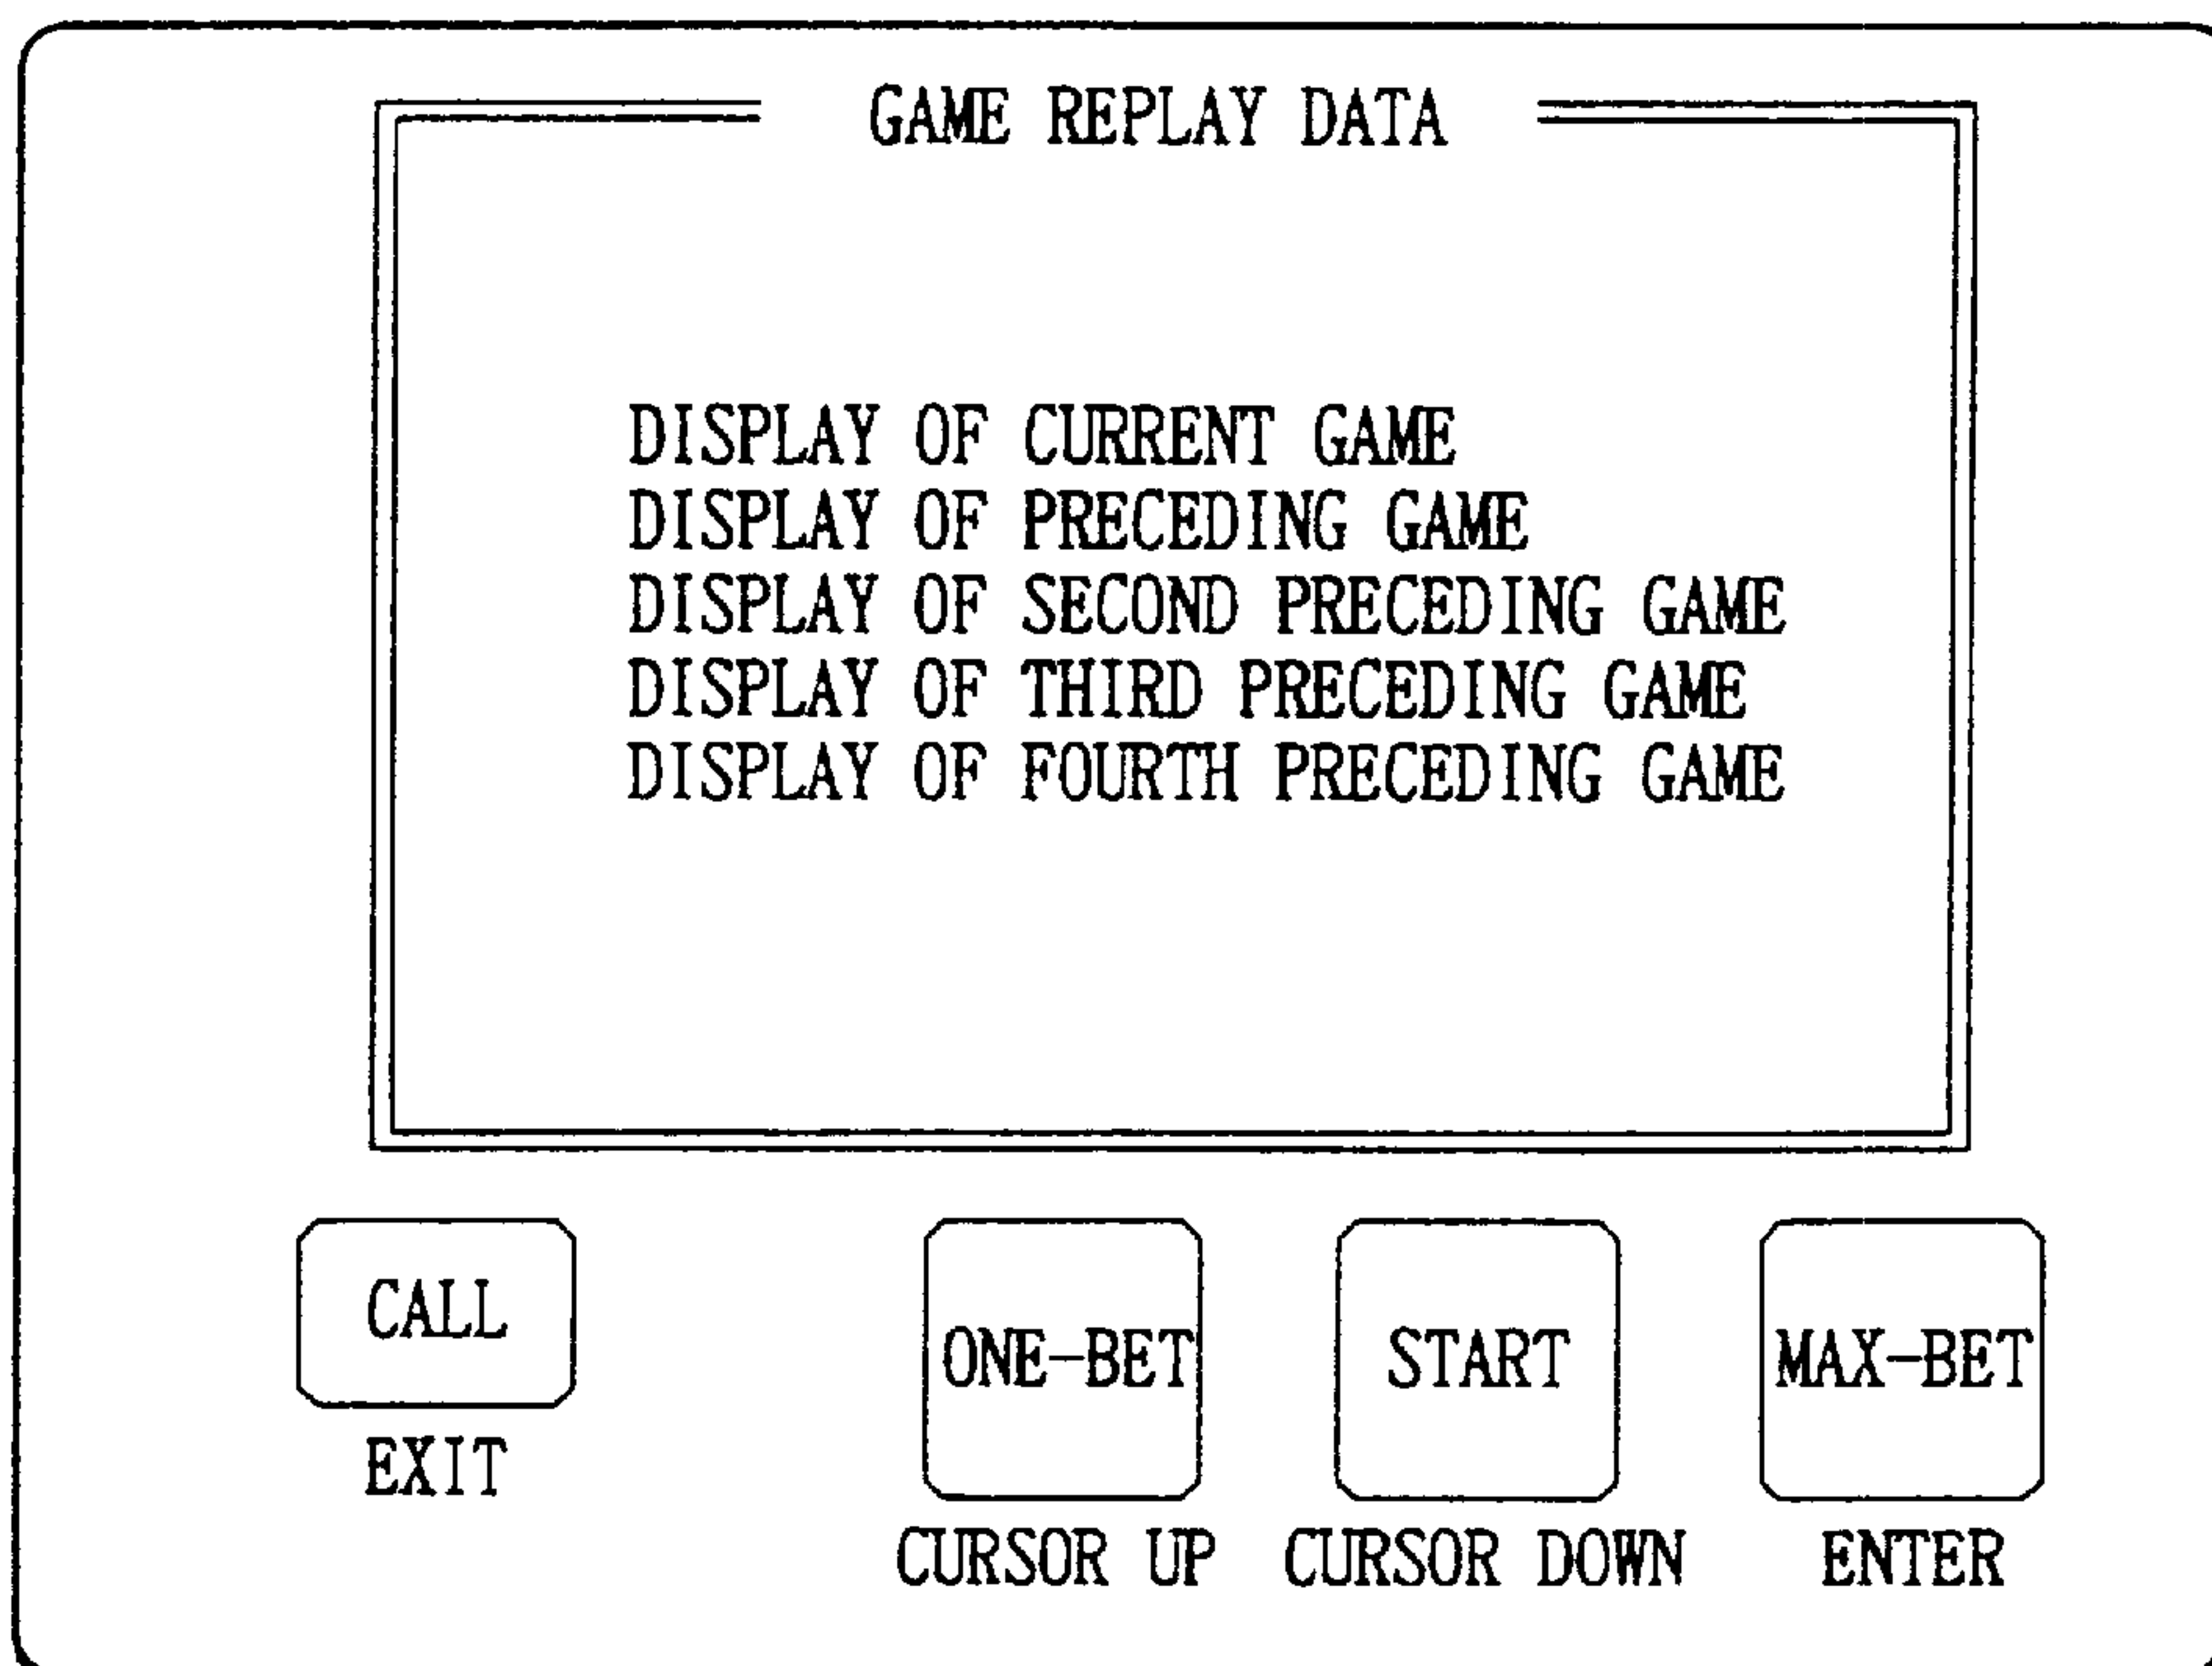 GAME REPLAY DATA
DISPLAY OF CURRENT GAME
DISPLAY OF PRECEDING GAME
DISPLAY OF SECOND PRECEDING GAME
DISPLAY OF THIRD PRECEDING GAME
DISPLAY OF FOURTH PRECEDING GAME
CALL
EXIT
ONE-BET
START
MAX-BET
CURSOR UP
CURSOR DOWN
ENTER